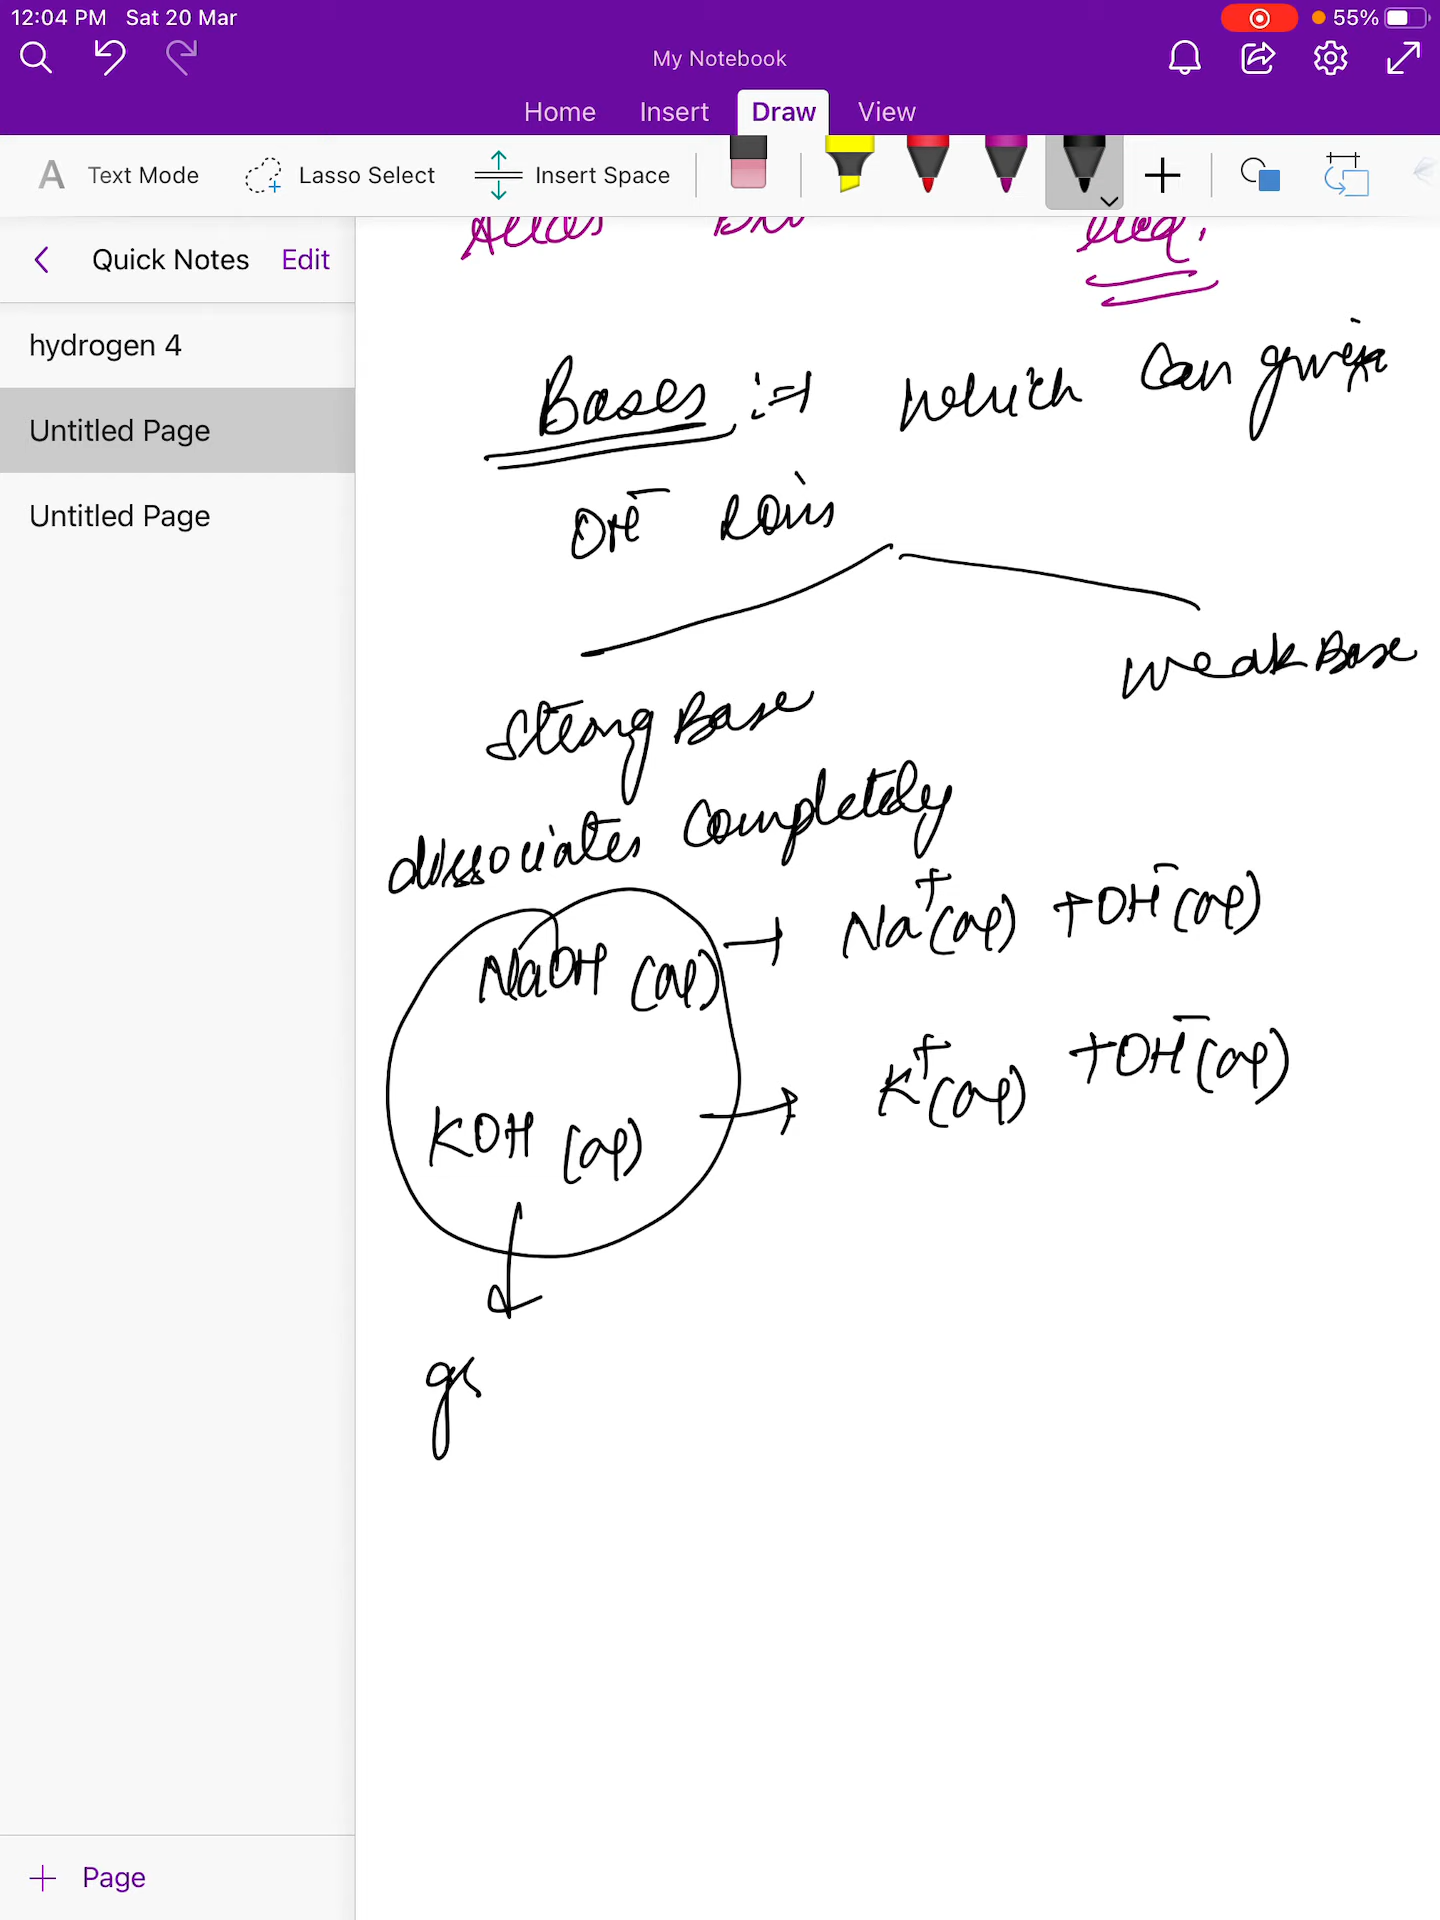 12:04 PM Sat 20 Mar 55%
My Notebook
Home Insert Draw View
A Text Mode Lasso Select Insert Space
Quick Notes Edit
hydrogen 4
Untitled Page
Untitled Page
Bases :→ which can give
OH⁻ Ions
Strong Base Weak Base
dissociates completely
NaOH (aq) → Na⁺(aq) + OH⁻(aq)
KOH (aq) → K⁺(aq) + OH⁻(aq)
Page